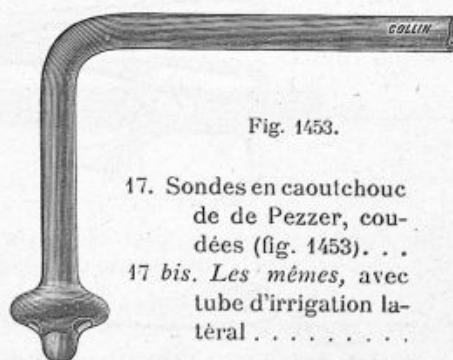 COLLIN
Fig. 1453.
17. Sondes en caoutchouc
de de Pezzer, cou-
dées (fig. 1453). . .
17 bis. Les mêmes, avec
tube d'irrigation la-
téral . . . . . . . . .